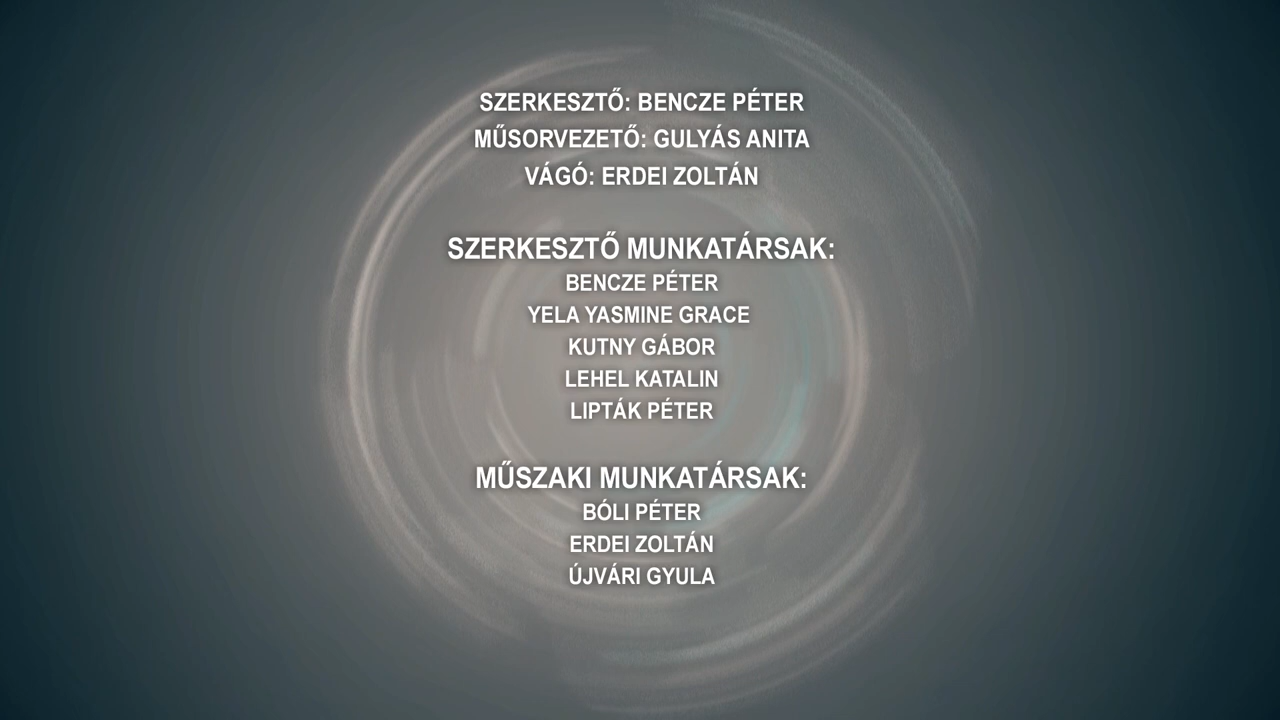 SZERKESZTŐ: BENCZE PÉTER
MŰSORVEZETŐ: GULYÁS ANITA
VÁGÓ: ERDEI ZOLTÁN
SZERKESZTŐ MUNKATÁRSAK:
BENCZE PÉTER
YELA YASMINE GRACE
KUTNY GÁBOR
LEHEL KATALIN
LIPTÁK PÉTER
MŰSZAKI MUNKATÁRSAK:
BÓLI PÉTER
ERDEI ZOLTÁN
ÚJVÁRI GYULA